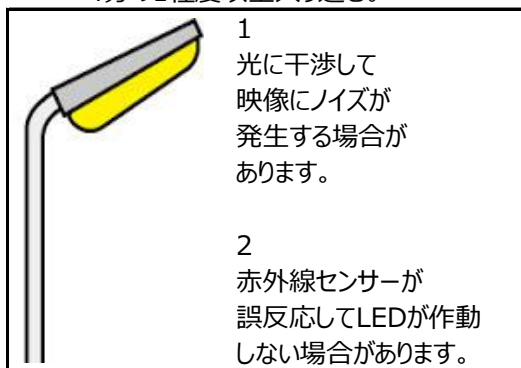 1
光に干渉して
映像にノイズが
発生する場合が
あります。
2
赤外線センサーが
誤反応してLEDが作動
しない場合があります。